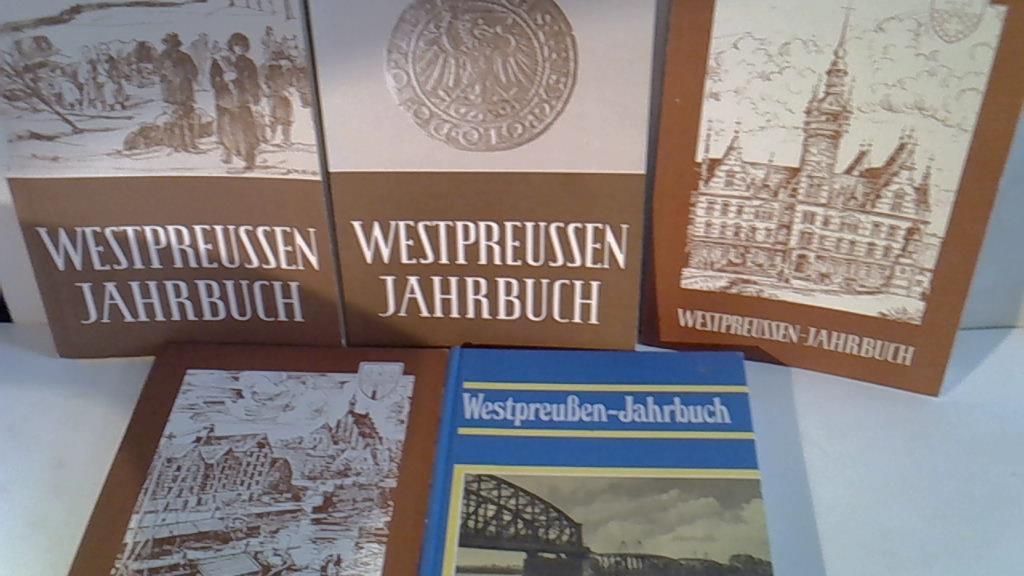 WESTPREUSSEN
JAHRBUCH
WESTPREUSSEN
JAHRBUCH
WESTPREUSSEN-JAHRBUCH
Westpreußen-Jahrbuch